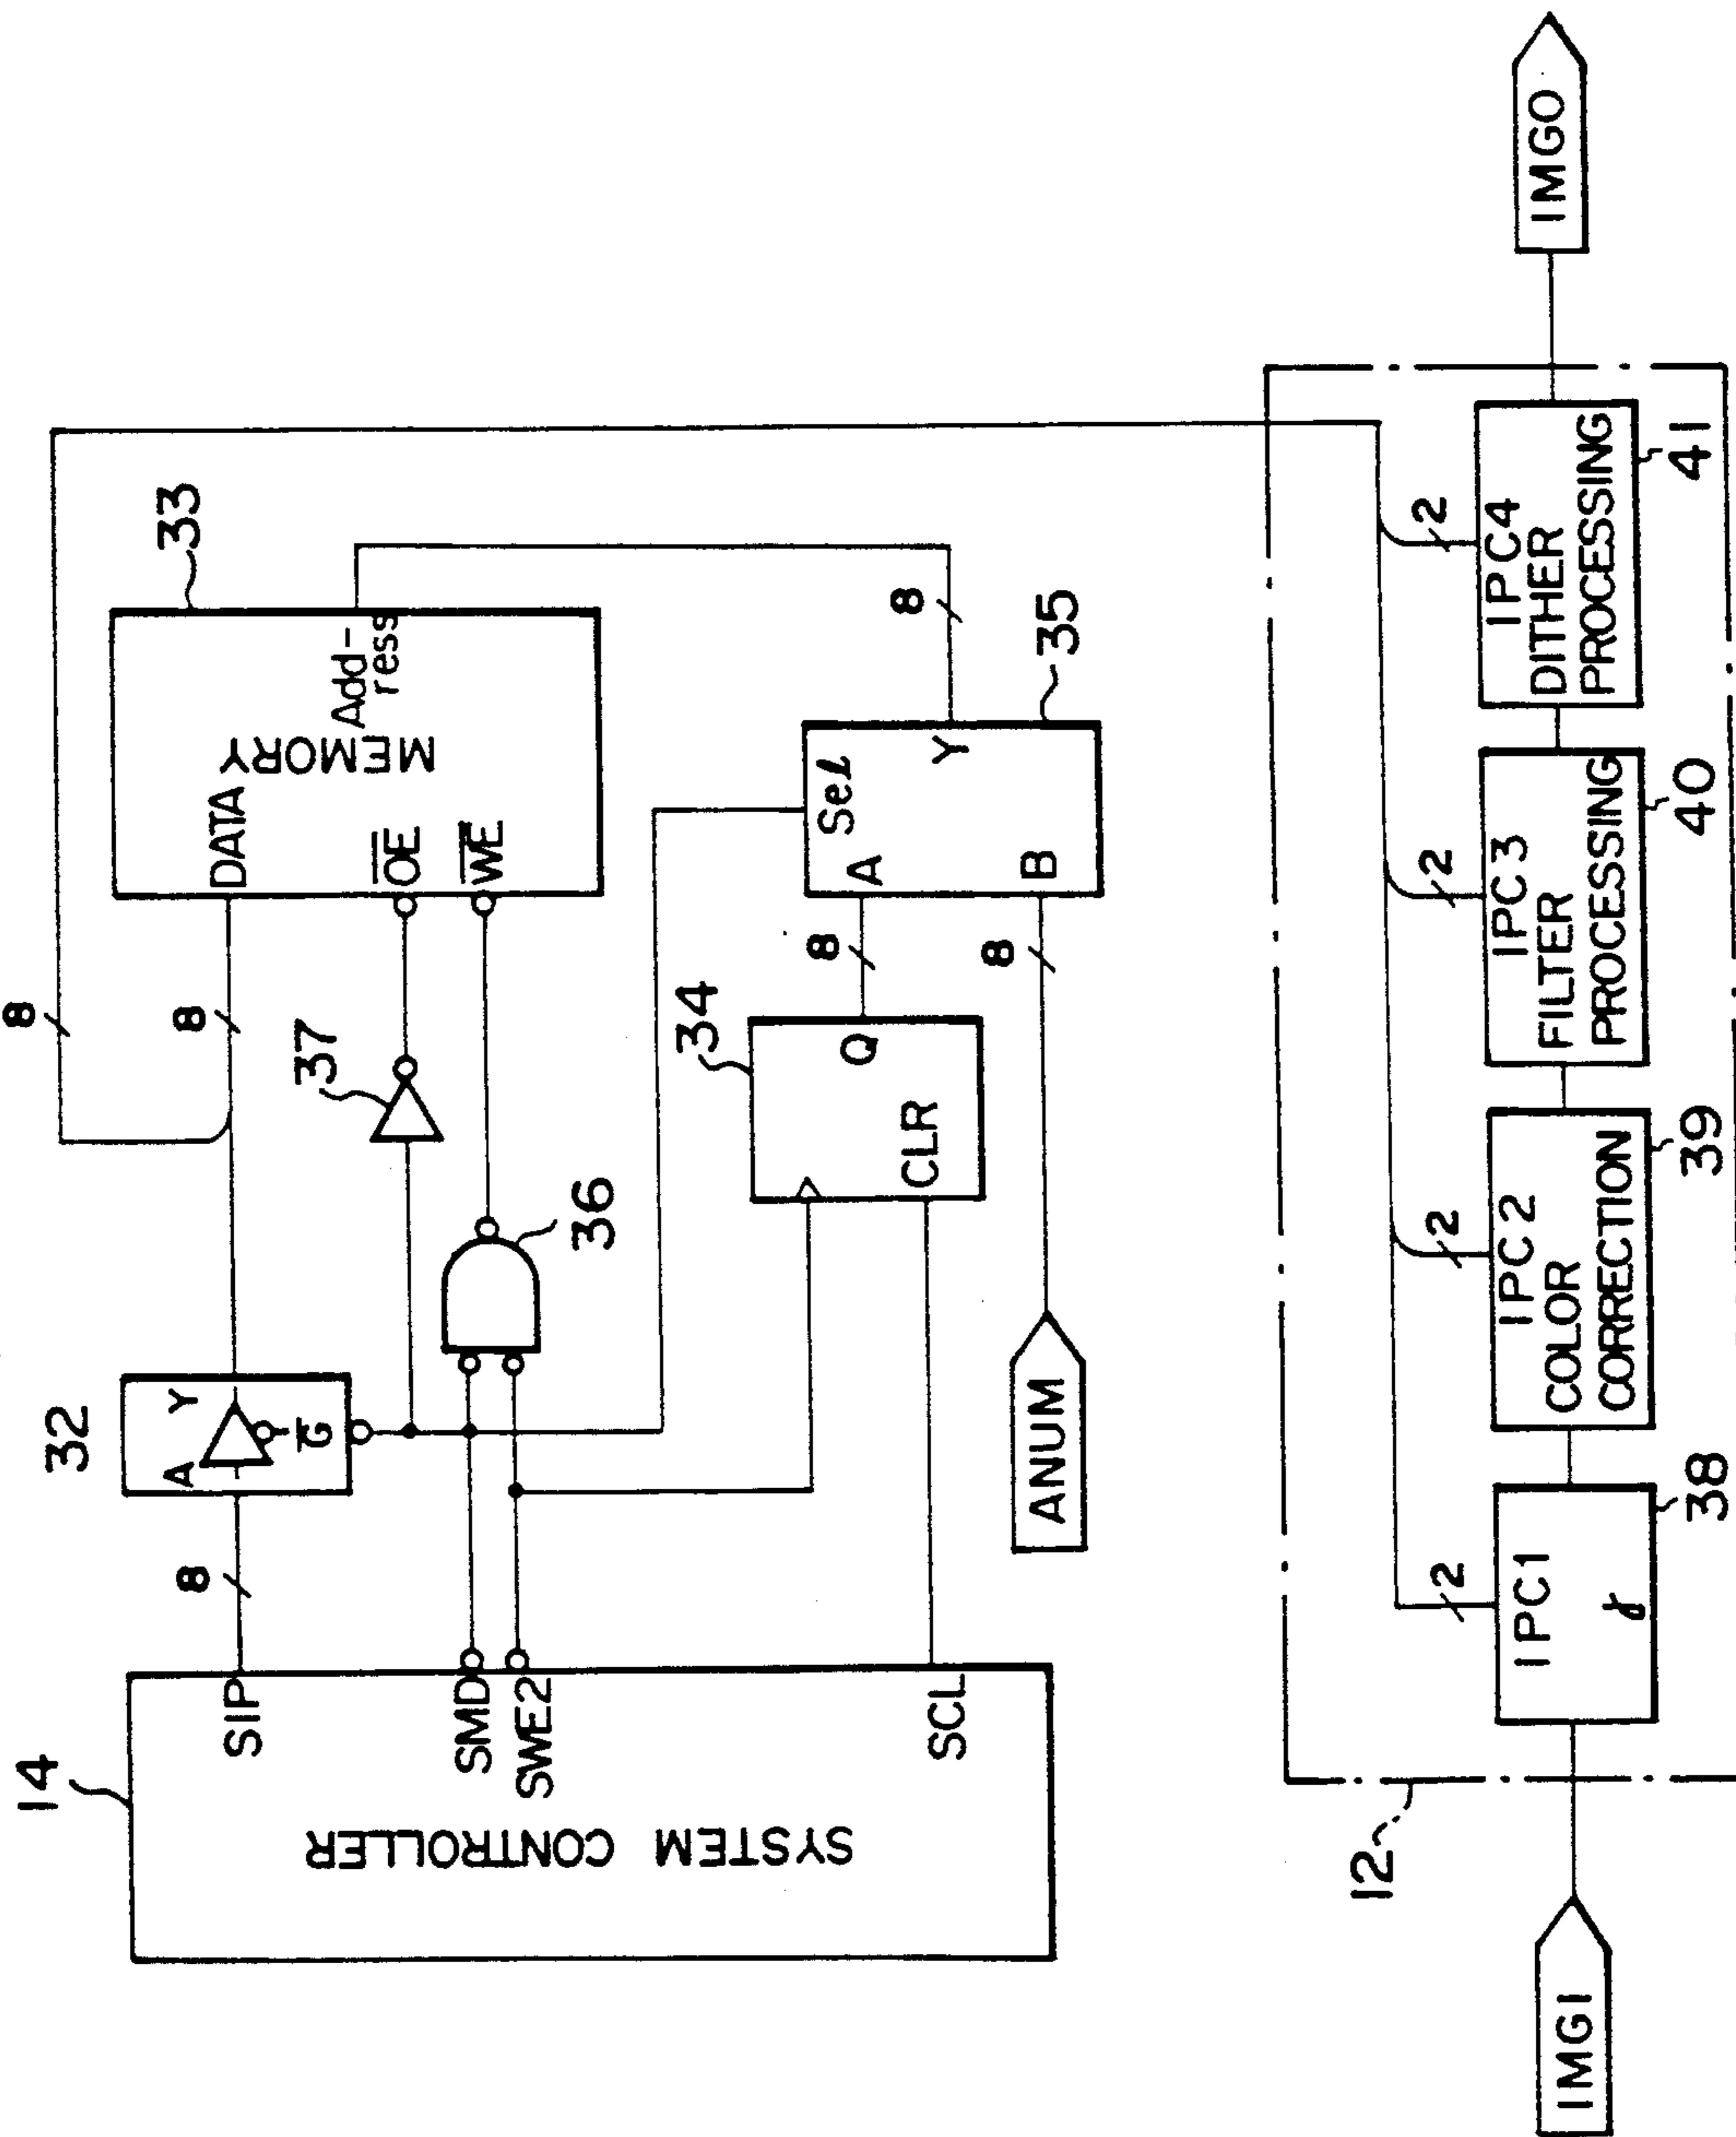 14
SYSTEM CONTROLLER
SIP
SMD
SWE2
SCL
8
32
A
Y
G
8
8
37
36
33
DATA
OE
WE
MEMORY
Add-
ress
34
Q
CLR
8
8
ANUM
35
Sel
A
B
Y
8
12
IMGI
IPC1
γ
38
2
IPC2
COLOR
CORRECTION
39
2
IPC3
FILTER
PROCESSING
40
2
IPC4
DITHER
PROCESSING
41
2
IMGO